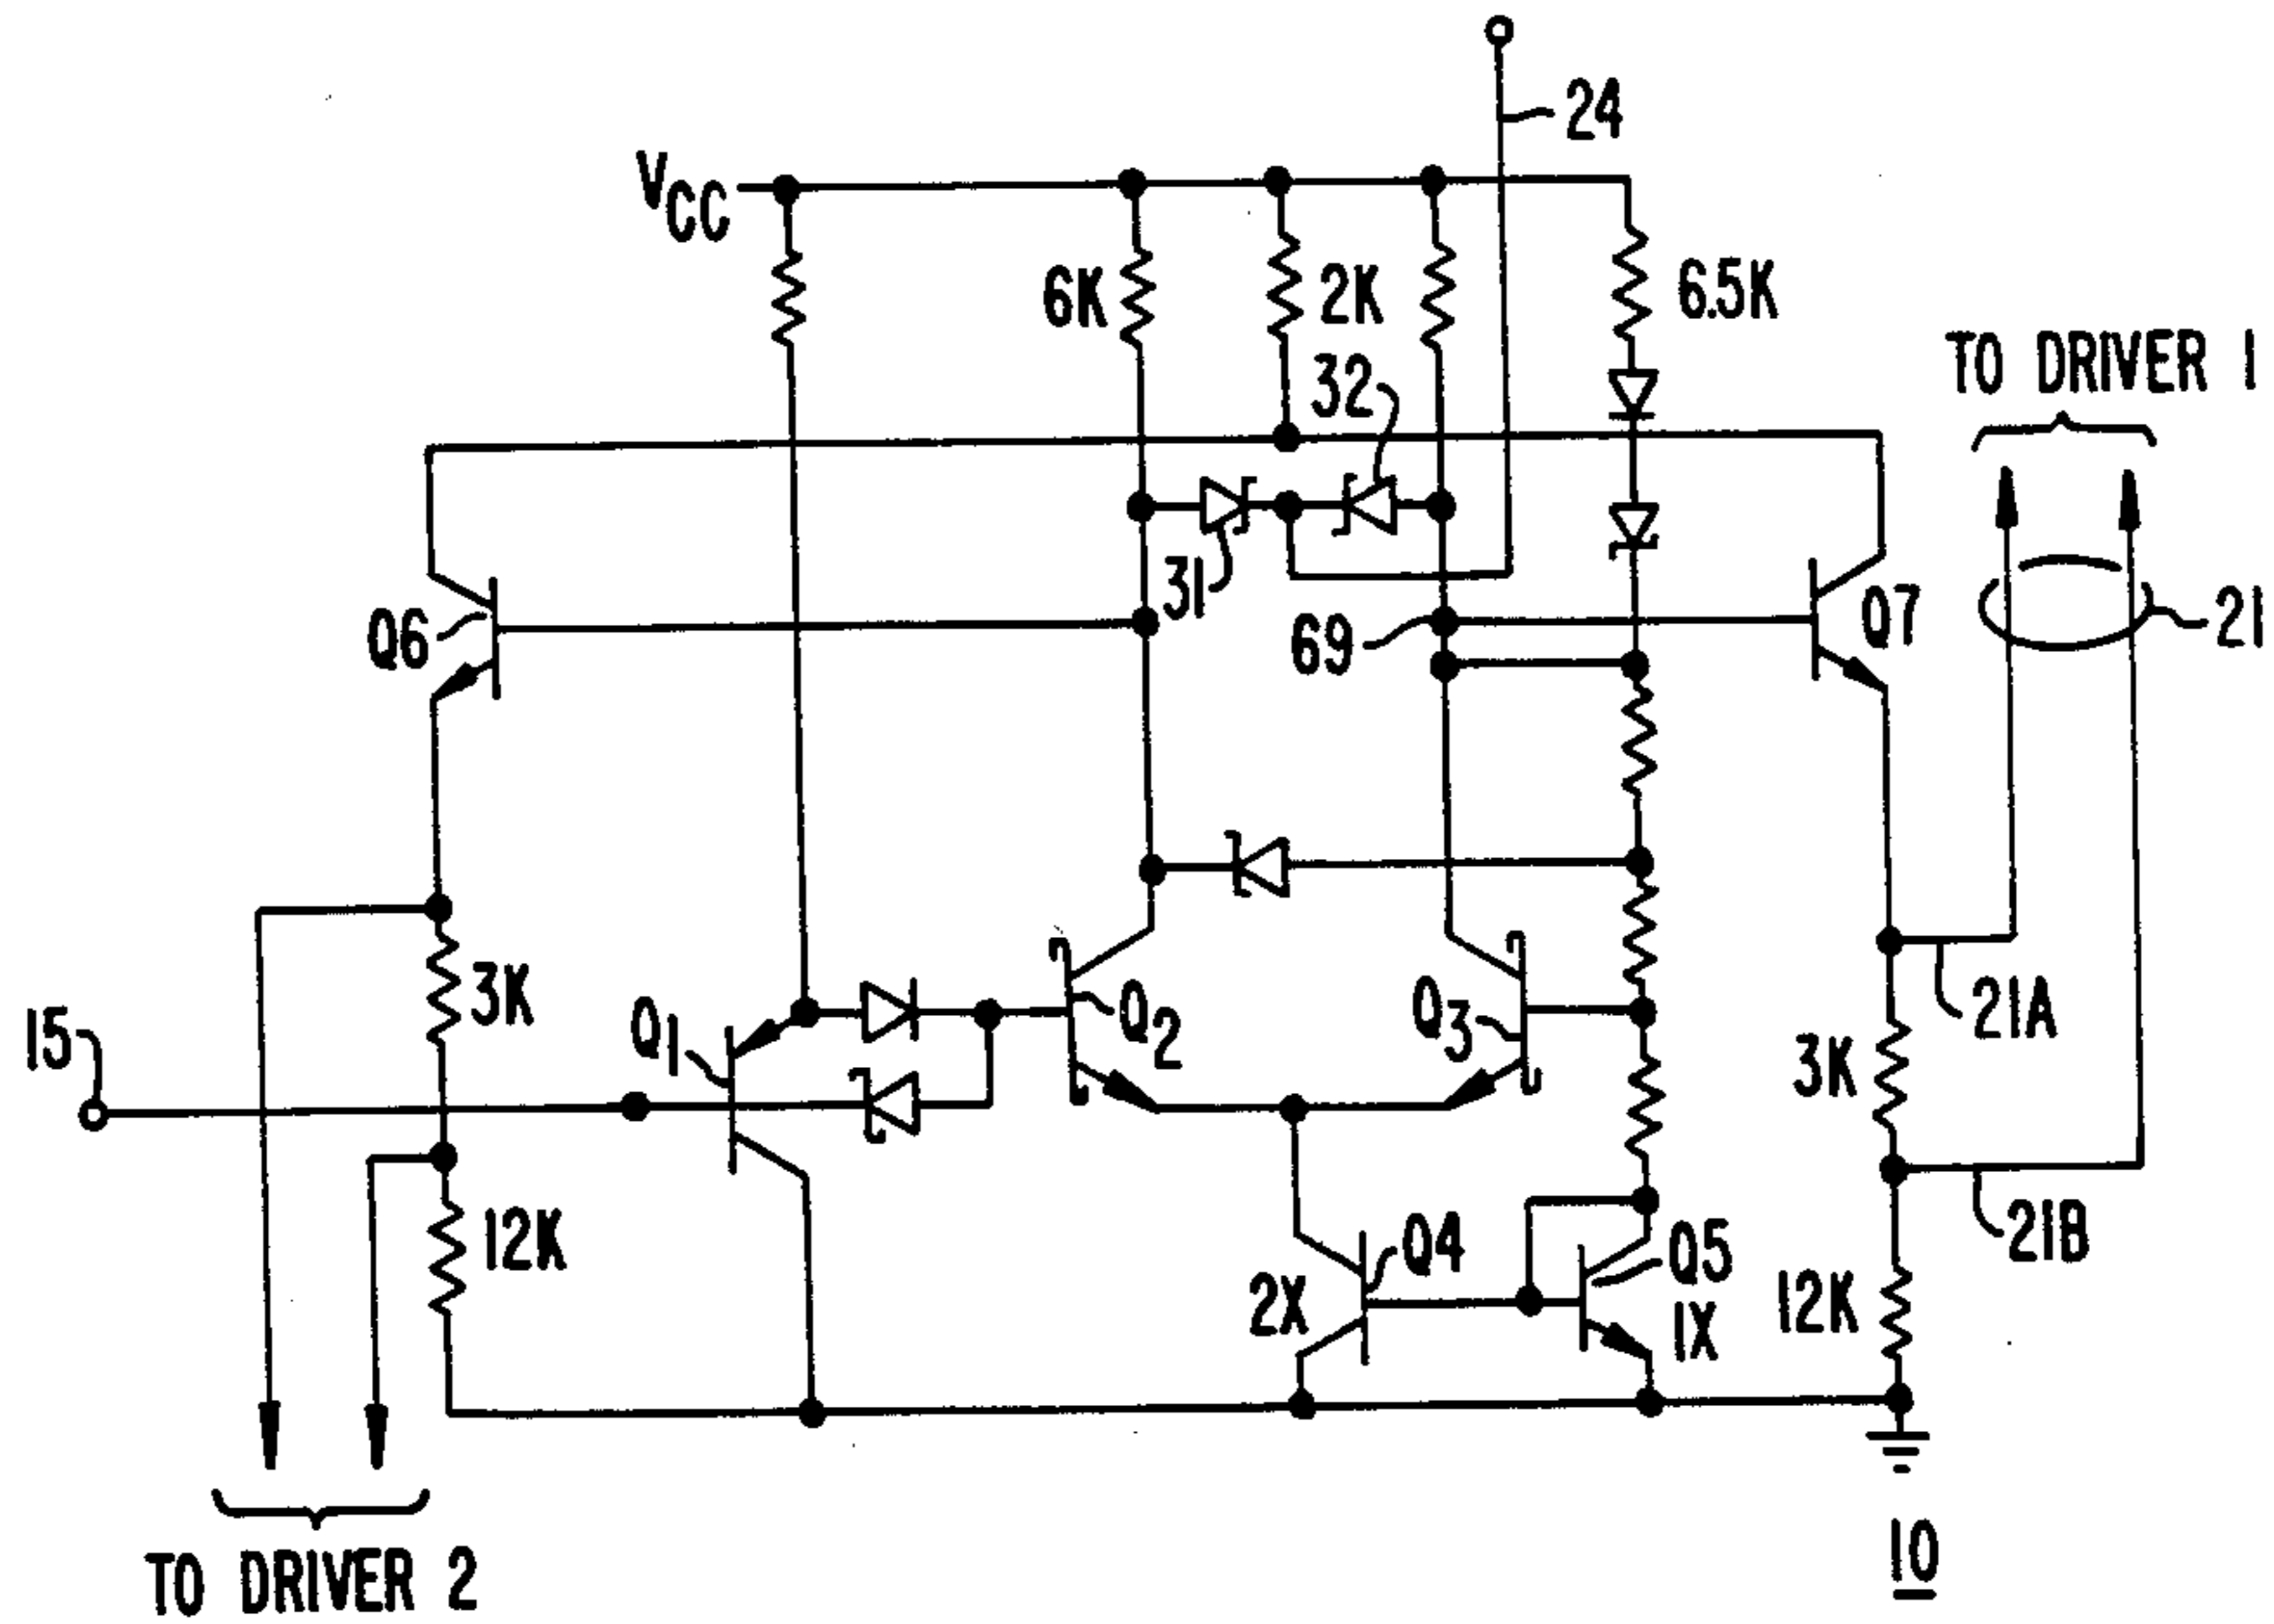 24
VCC
6K
2K
6.5K
32
TO DRIVER 1
31
Q6
69
Q7
21
3K
15
Q1
Q2
Q3
21A
3K
12K
21B
Q4
2X
Q5
1X
12K
TO DRIVER 2
10